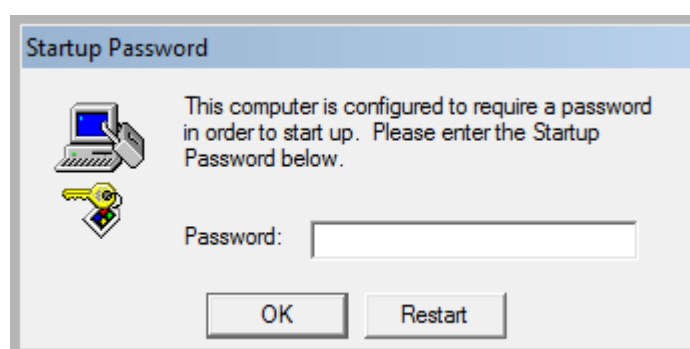 Startup Password
This computer is configured to require a password
in order to start up.  Please enter the Startup
Password below.
Password:
OK
Restart